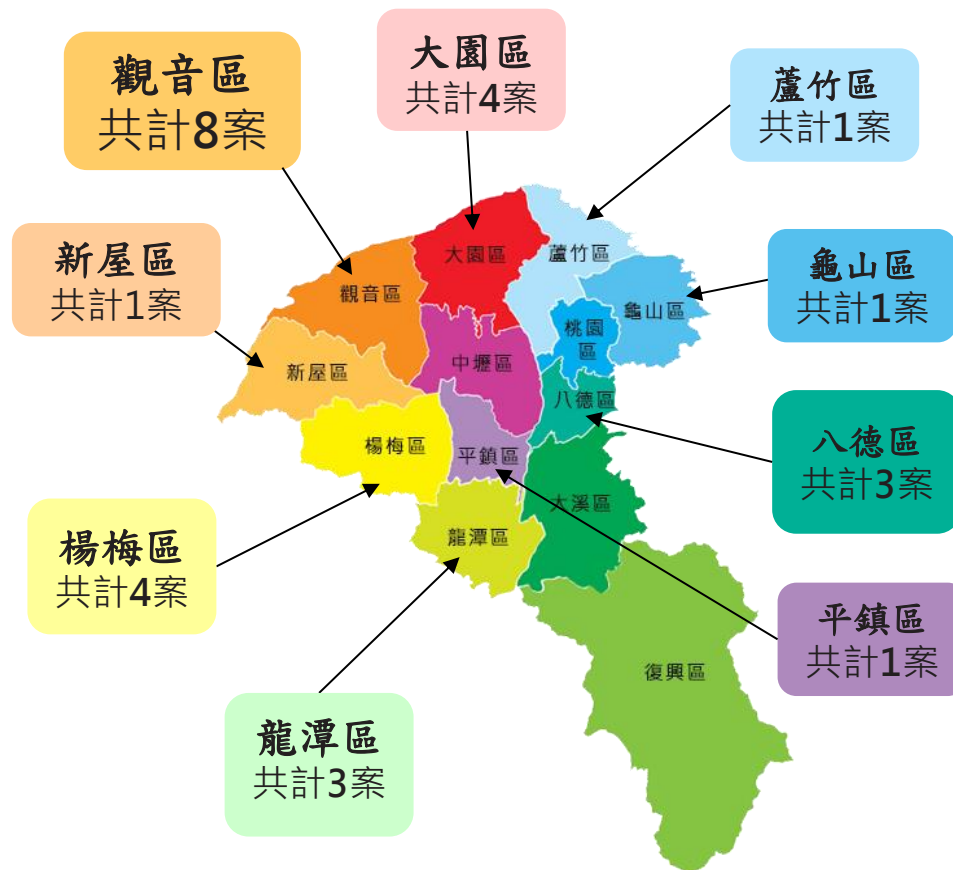 觀音區
共計8案
大園區
共計4案
蘆竹區
共計1案
新屋區
共計1案
龜山區
共計1案
八德區
共計3案
楊梅區
共計4案
平鎮區
共計1案
龍潭區
共計3案
大園區
蘆竹區
觀音區
龜山區
桃園
區
中壢區
新屋區
八德區
楊梅區
平鎮區
大溪區
龍潭區
復興區